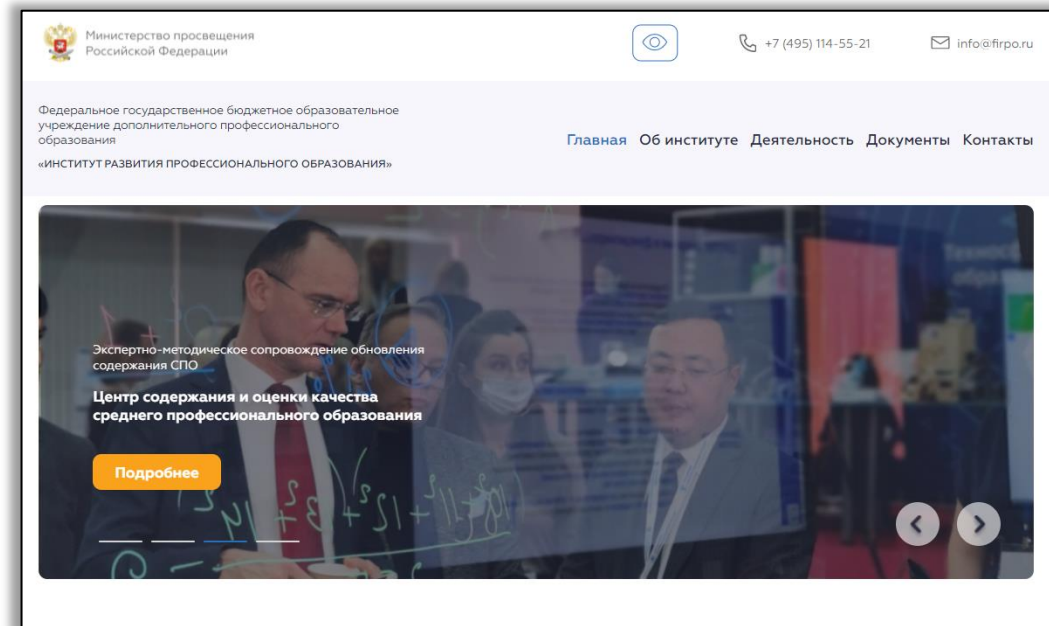 Министерство просвещения
Российской Федерации
+7 (495) 114-55-21
info@firpo.ru
Федеральное государственное бюджетное образовательное
учреждение дополнительного профессионального
образования
«ИНСТИТУТ РАЗВИТИЯ ПРОФЕССИОНАЛЬНОГО ОБРАЗОВАНИЯ»
Главная Об институте Деятельность Документы Контакты
Экспертно-методическое сопровождение обновления
содержания СПО
Центр содержания и оценки качества
среднего профессионального образования
Подробнее